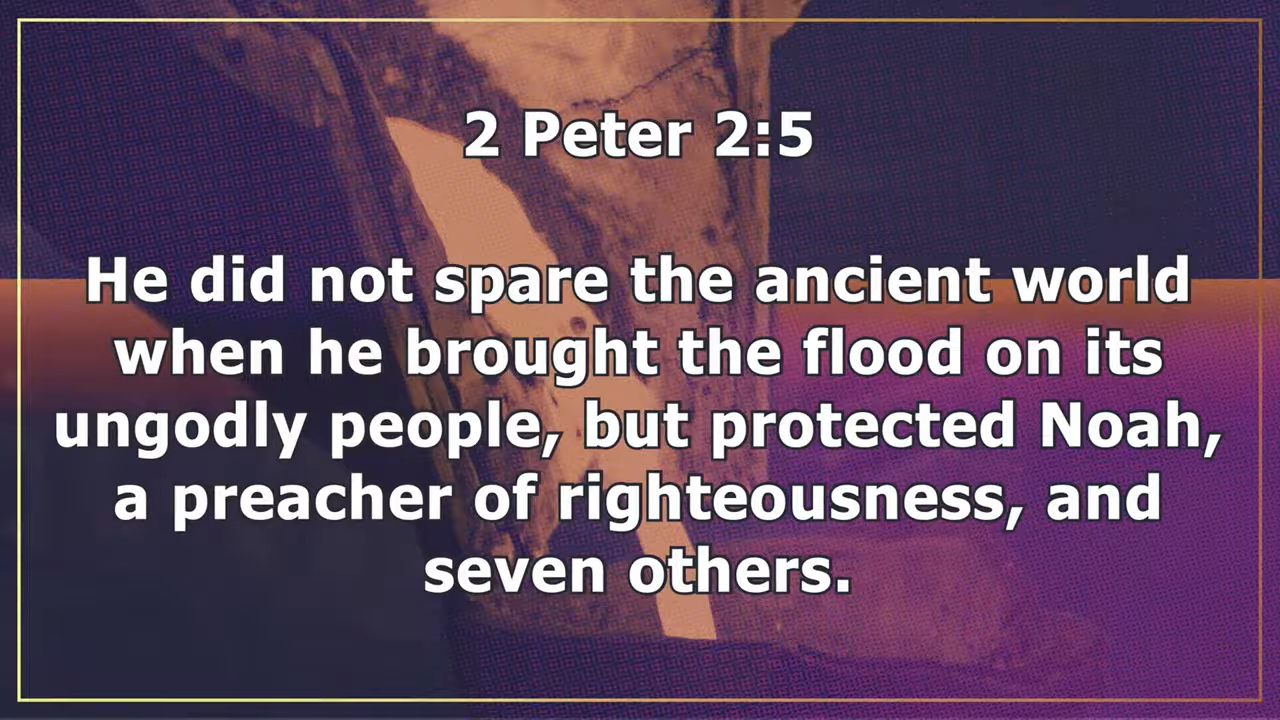 2 Peter 2:5
He did not spare the ancient world
when he brought the flood on its
ungodly people, but protected Noah,
a preacher of righteousness, and
seven others.